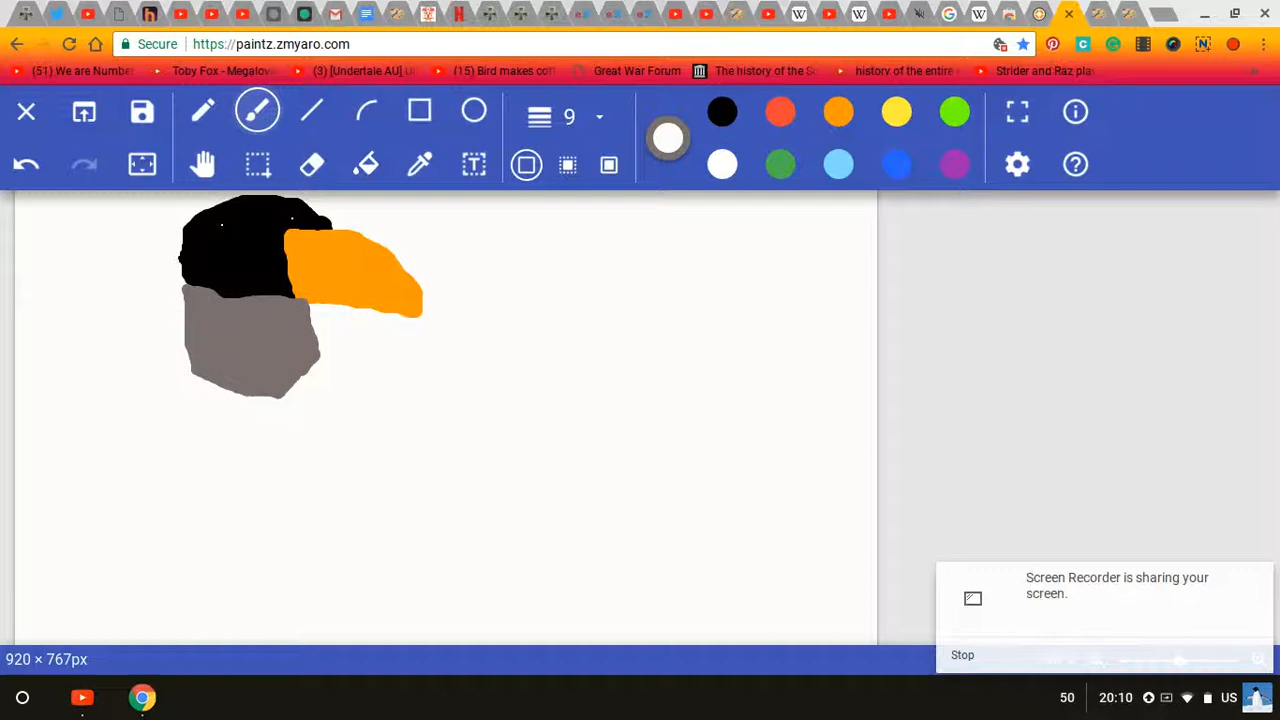 Secure https://paintz.zmyaro.com
(51) We are Number
Toby Fox - Megalova
(3) [Undertale AU]
(15) Bird makes cof
Great War Forum
The history of the S
history of the entire
Strider and Raz pla
9
Screen Recorder is sharing your
screen.
Stop
920 × 767px
50
20:10
US